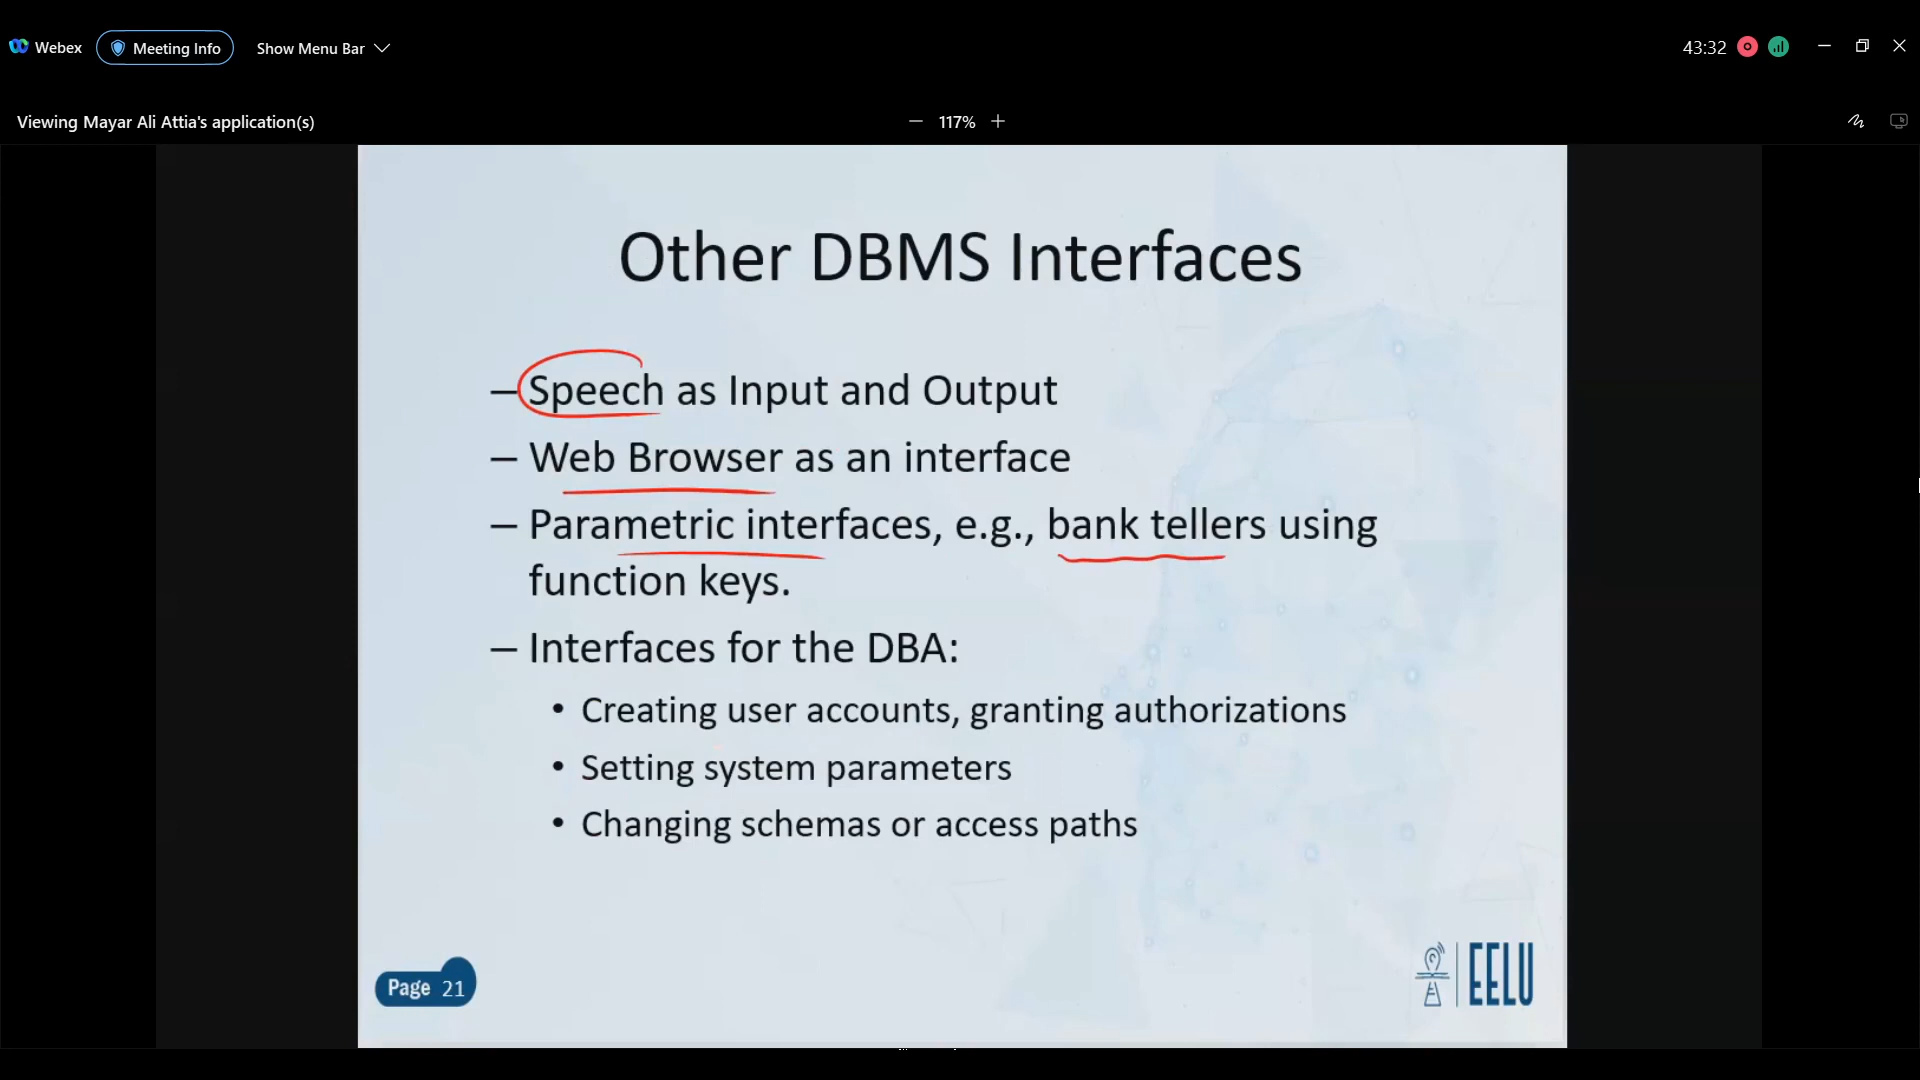 Webex Meeting Info Show Menu Bar 43:32
Viewing Mayar Ali Attia's application(s) 117%
Other DBMS Interfaces
– Speech as Input and Output
– Web Browser as an interface
– Parametric interfaces, e.g., bank tellers using
function keys.
– Interfaces for the DBA:
• Creating user accounts, granting authorizations
• Setting system parameters
• Changing schemas or access paths
Page 21
EELU